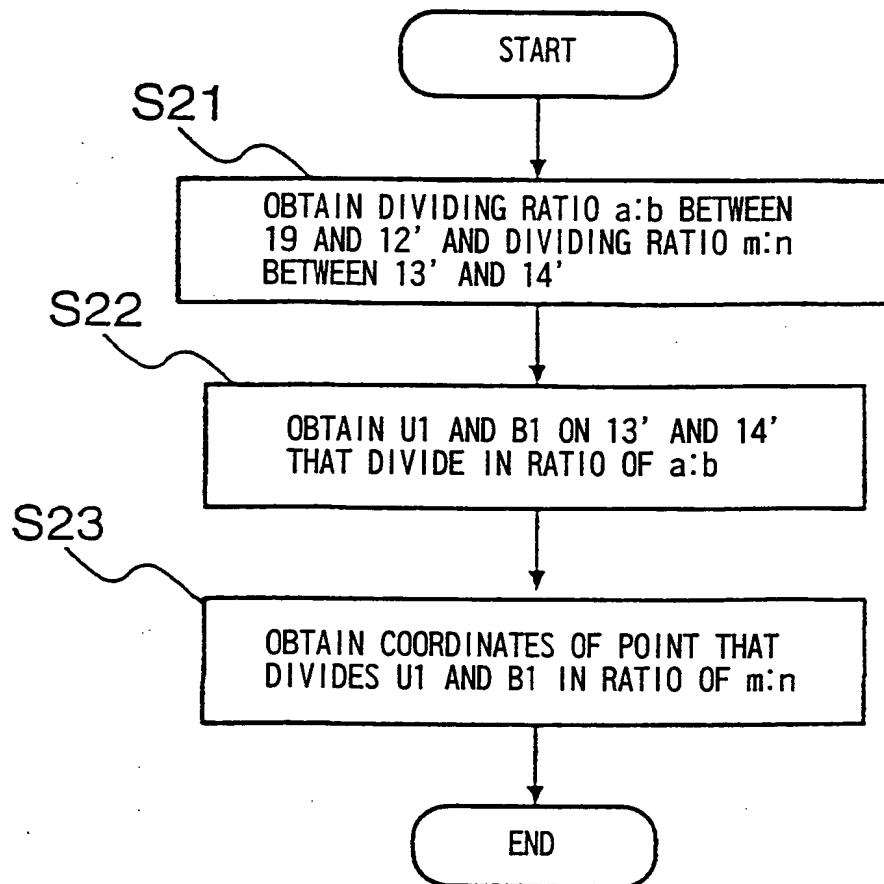 START
S21
OBTAIN DIVIDING RATIO a:b BETWEEN
19 AND 12' AND DIVIDING RATIO m:n
BETWEEN 13' AND 14'
S22
OBTAIN U1 AND B1 ON 13' AND 14'
THAT DIVIDE IN RATIO OF a:b
S23
OBTAIN COORDINATES OF POINT THAT
DIVIDES U1 AND B1 IN RATIO OF m:n
END